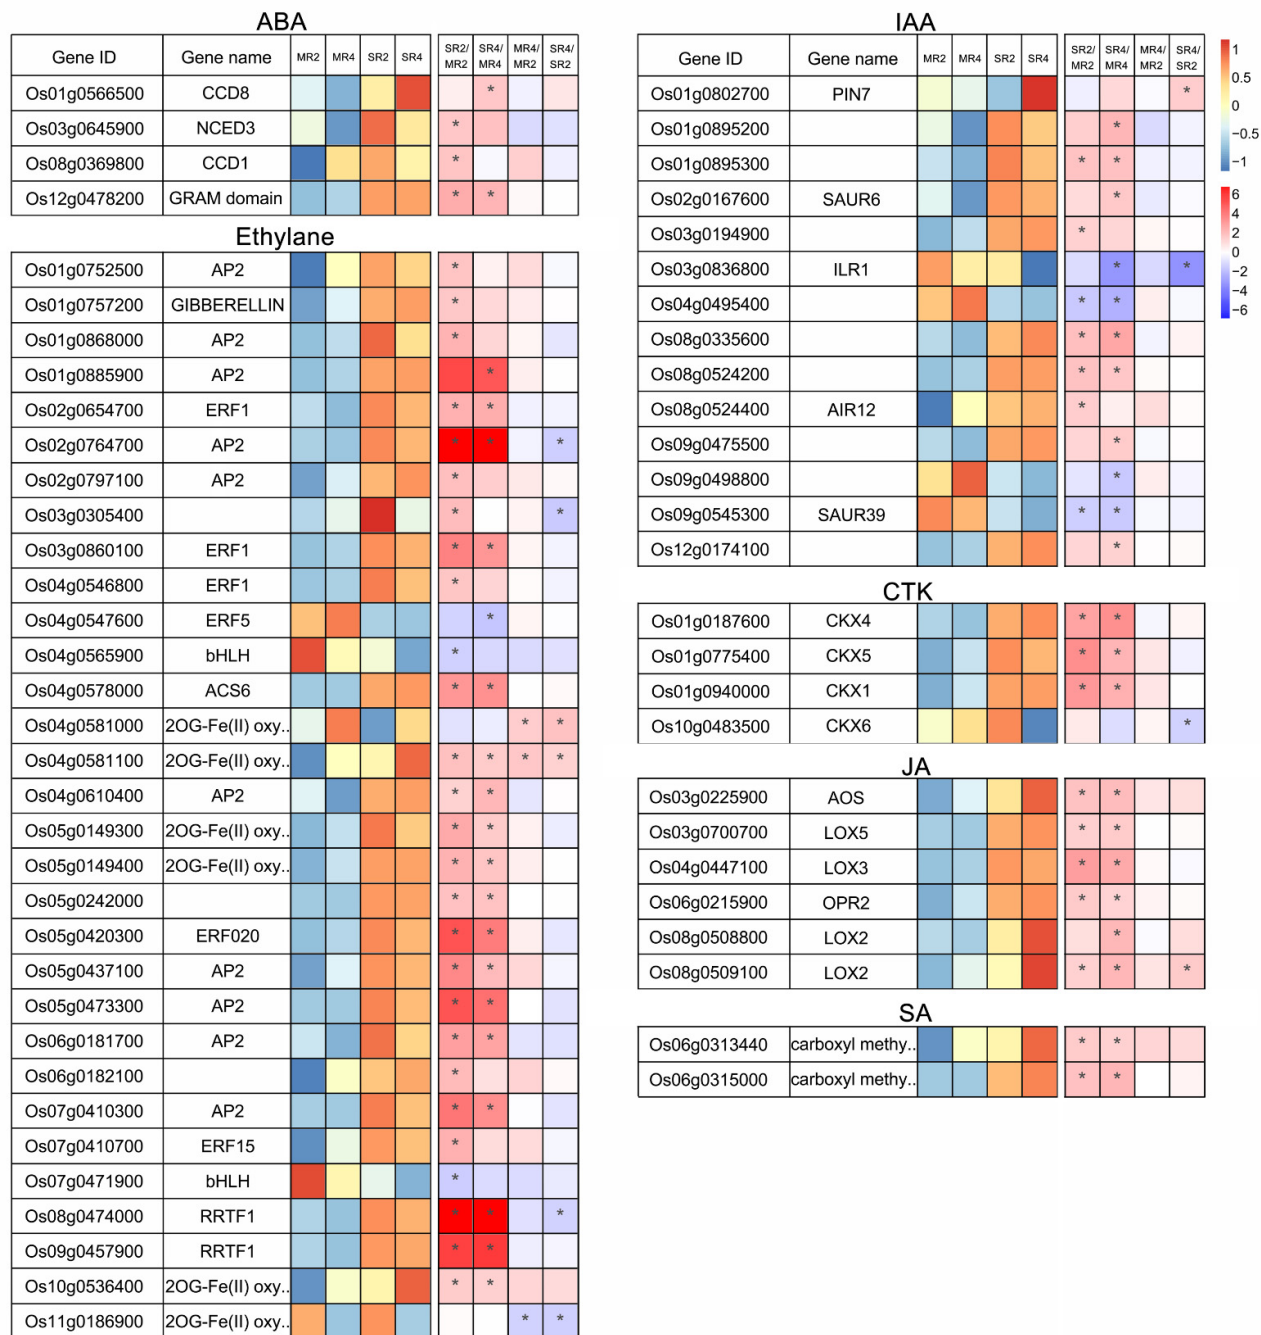 ABA
Gene ID Gene name MR2 MR4 SR2 SR4 SR2/MR2 SR4/MR4 MR4/MR2 SR4/SR2
Os01g0566500 CCD8 *
Os03g0645900 NCED3 *
Os08g0369800 CCD1 *
Os12g0478200 GRAM domain * *
Ethylane
Os01g0752500 AP2 *
Os01g0757200 GIBBERELLIN *
Os01g0868000 AP2 *
Os01g0885900 AP2 *
Os02g0654700 ERF1 * *
Os02g0764700 AP2 * * *
Os02g0797100 AP2 *
Os03g0305400 * *
Os03g0860100 ERF1 * *
Os04g0546800 ERF1 *
Os04g0547600 ERF5 *
Os04g0565900 bHLH *
Os04g0578000 ACS6 * *
Os04g0581000 2OG-Fe(II) oxy.. * *
Os04g0581100 2OG-Fe(II) oxy.. * * * *
Os04g0610400 AP2 * *
Os05g0149300 2OG-Fe(II) oxy.. * *
Os05g0149400 2OG-Fe(II) oxy.. * *
Os05g0242000 * *
Os05g0420300 ERF020 * *
Os05g0437100 AP2 * *
Os05g0473300 AP2 * *
Os06g0181700 AP2 * *
Os06g0182100 *
Os07g0410300 AP2 * *
Os07g0410700 ERF15 *
Os07g0471900 bHLH *
Os08g0474000 RRTF1 * * *
Os09g0457900 RRTF1 * *
Os10g0536400 2OG-Fe(II) oxy.. * *
Os11g0186900 2OG-Fe(II) oxy.. * *
IAA
Gene ID Gene name MR2 MR4 SR2 SR4 SR2/MR2 SR4/MR4 MR4/MR2 SR4/SR2
Os01g0802700 PIN7 *
Os01g0895200 *
Os01g0895300 * *
Os02g0167600 SAUR6 *
Os03g0194900 *
Os03g0836800 ILR1 * *
Os04g0495400 * *
Os08g0335600 * *
Os08g0524200 * *
Os08g0524400 AIR12 *
Os09g0475500 *
Os09g0498800 *
Os09g0545300 SAUR39 * *
Os12g0174100 *
CTK
Os01g0187600 CKX4 * *
Os01g0775400 CKX5 * *
Os01g0940000 CKX1 * *
Os10g0483500 CKX6 *
JA
Os03g0225900 AOS * *
Os03g0700700 LOX5 * *
Os04g0447100 LOX3 * *
Os06g0215900 OPR2 * *
Os08g0508800 LOX2 *
Os08g0509100 LOX2 * * *
SA
Os06g0313440 carboxyl methy.. * *
Os06g0315000 carboxyl methy.. * *
1
0.5
0
−0.5
−1
6
4
2
0
−2
−4
−6